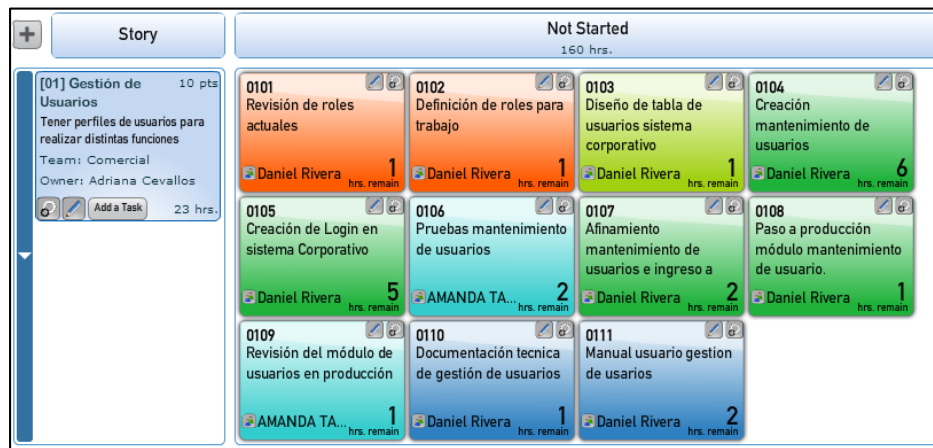 Story
Not Started
160 hrs.
[01] Gestión de
Usuarios
10 pts
Tener perfiles de usuarios para
realizar distintas funciones
Team: Comercial
Owner: Adriana Cevallos
Add a Task
23 hrs.
0101
Revisión de roles
actuales
Daniel Rivera
1
hrs. remain
0102
Definición de roles para
trabajo
Daniel Rivera
1
hrs. remain
0103
Diseño de tabla de
usuarios sistema
corporativo
Daniel Rivera
1
hrs. remain
0104
Creación
mantenimiento de
usuarios
Daniel Rivera
6
hrs. remain
0105
Creación de Login en
sistema Corporativo
Daniel Rivera
5
hrs. remain
0106
Pruebas mantenimiento
de usuarios
AMANDA TA...
2
hrs. remain
0107
Afinamiento
mantenimiento de
usuarios e ingreso a
Daniel Rivera
2
hrs. remain
0108
Paso a producción
módulo mantenimiento
de usuario.
Daniel Rivera
1
hrs. remain
0109
Revisión del módulo de
usuarios en producción
AMANDA TA...
1
hrs. remain
0110
Documentación tecnica
de gestión de usuarios
Daniel Rivera
1
hrs. remain
0111
Manual usuario gestion
de usarios
Daniel Rivera
2
hrs. remain